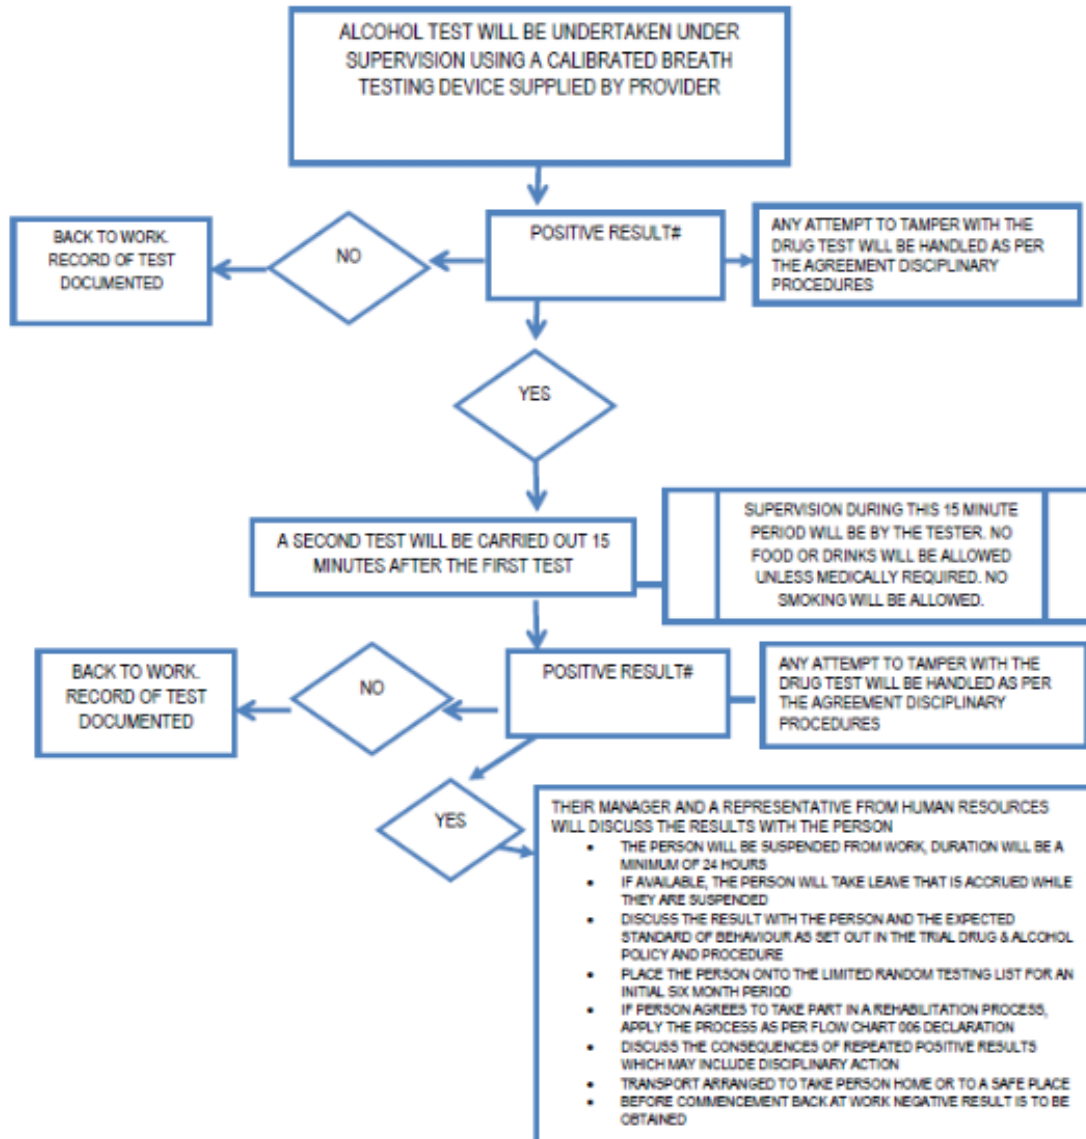 ALCOHOL TEST WILL BE UNDERTAKEN UNDER
SUPERVISION USING A CALIBRATED BREATH
TESTING DEVICE SUPPLIED BY PROVIDER
BACK TO WORK.
RECORD OF TEST
DOCUMENTED
NO
POSITIVE RESULT#
ANY ATTEMPT TO TAMPER WITH THE
DRUG TEST WILL BE HANDLED AS PER
THE AGREEMENT DISCIPLINARY
PROCEDURES
YES
A SECOND TEST WILL BE CARRIED OUT 15
MINUTES AFTER THE FIRST TEST
SUPERVISION DURING THIS 15 MINUTE
PERIOD WILL BE BY THE TESTER. NO
FOOD OR DRINKS WILL BE ALLOWED
UNLESS MEDICALLY REQUIRED. NO
SMOKING WILL BE ALLOWED.
BACK TO WORK.
RECORD OF TEST
DOCUMENTED
NO
POSITIVE RESULT#
ANY ATTEMPT TO TAMPER WITH THE
DRUG TEST WILL BE HANDLED AS PER
THE AGREEMENT DISCIPLINARY
PROCEDURES
YES
THEIR MANAGER AND A REPRESENTATIVE FROM HUMAN RESOURCES
WILL DISCUSS THE RESULTS WITH THE PERSON
• THE PERSON WILL BE SUSPENDED FROM WORK, DURATION WILL BE A
MINIMUM OF 24 HOURS
• IF AVAILABLE, THE PERSON WILL TAKE LEAVE THAT IS ACCRUED WHILE
THEY ARE SUSPENDED
• DISCUSS THE RESULT WITH THE PERSON AND THE EXPECTED
STANDARD OF BEHAVIOUR AS SET OUT IN THE TRIAL DRUG & ALCOHOL
POLICY AND PROCEDURE
• PLACE THE PERSON ONTO THE LIMITED RANDOM TESTING LIST FOR AN
INITIAL SIX MONTH PERIOD
• IF PERSON AGREES TO TAKE PART IN A REHABILITATION PROCESS,
APPLY THE PROCESS AS PER FLOW CHART 006 DECLARATION
• DISCUSS THE CONSEQUENCES OF REPEATED POSITIVE RESULTS
WHICH MAY INCLUDE DISCIPLINARY ACTION
• TRANSPORT ARRANGED TO TAKE PERSON HOME OR TO A SAFE PLACE
• BEFORE COMMENCEMENT BACK AT WORK NEGATIVE RESULT IS TO BE
OBTAINED